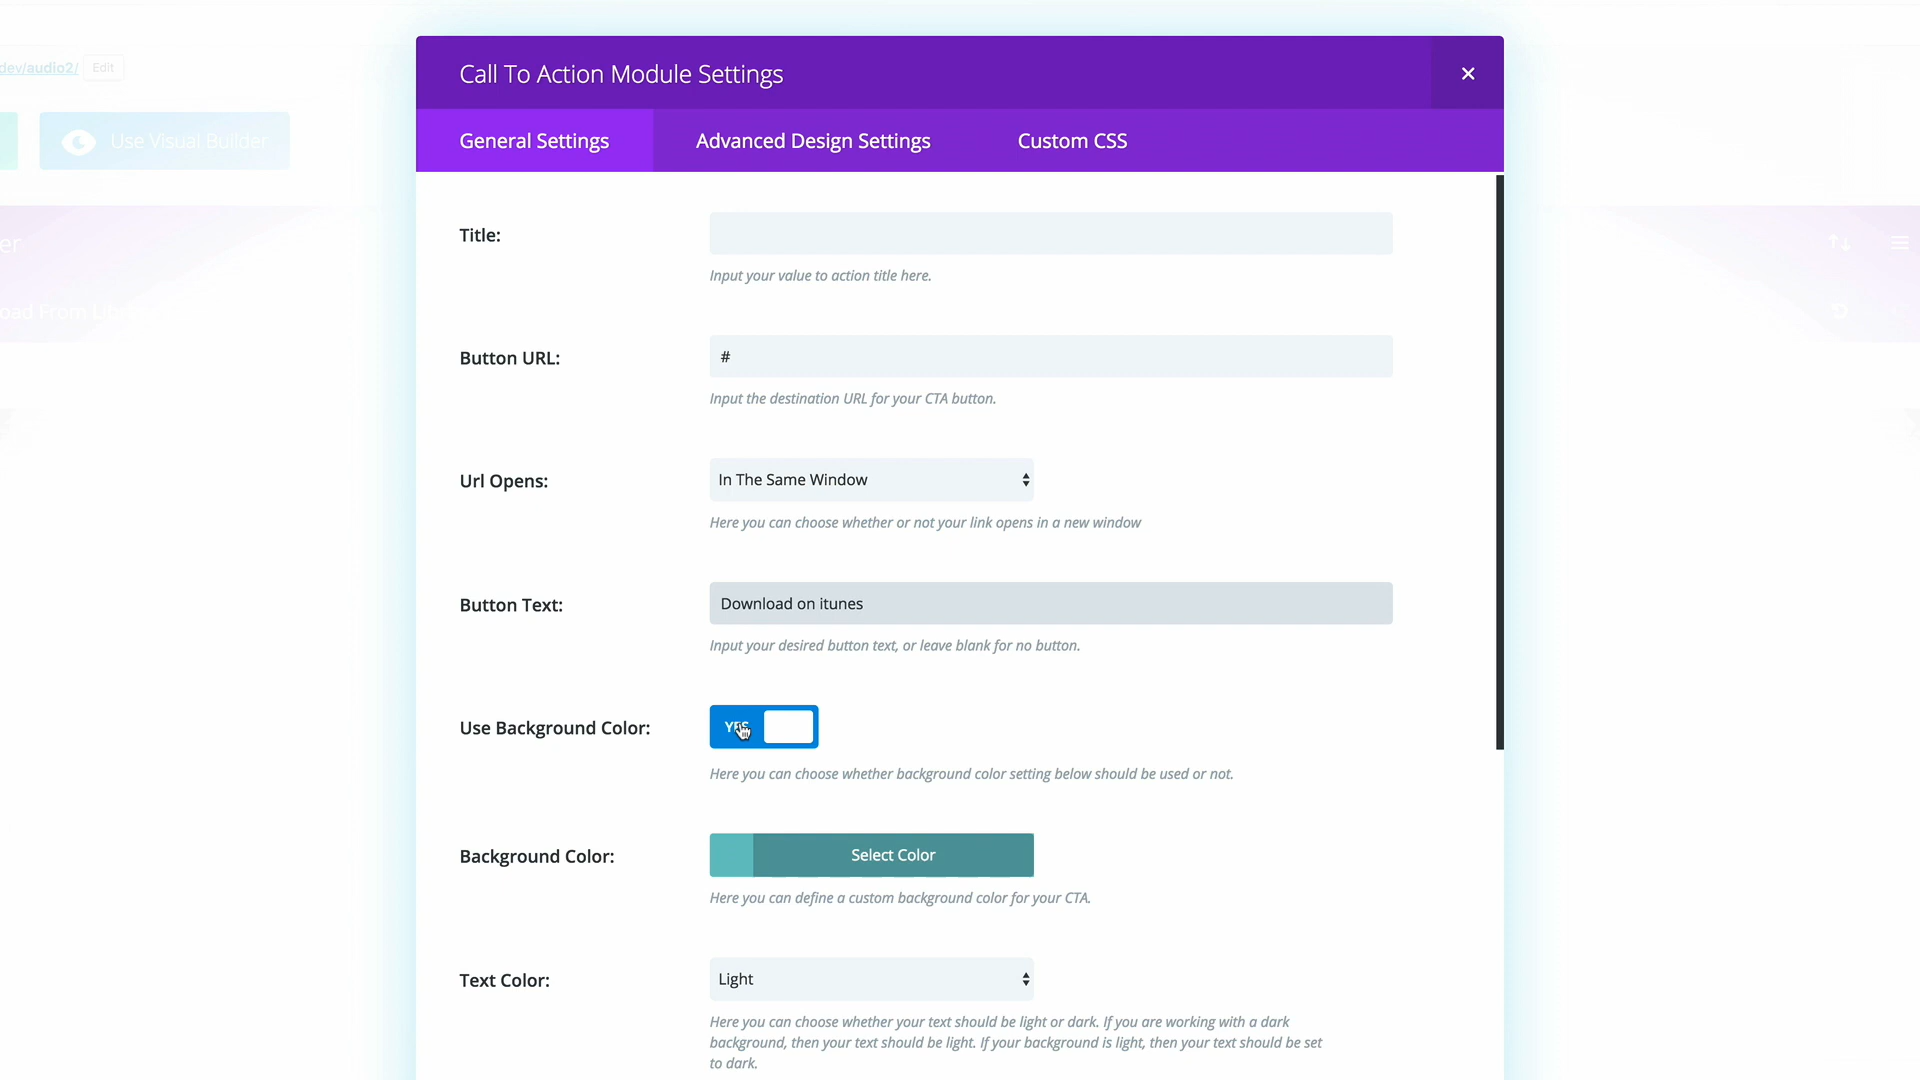 dev/audio2/ Edit
Use Visual Builder
er
oad From Li
Call To Action Module Settings
General Settings Advanced Design Settings Custom CSS
Title:
Input your value to action title here.
Button URL: #
Input the destination URL for your CTA button.
Url Opens: In The Same Window
Here you can choose whether or not your link opens in a new window
Button Text: Download on itunes
Input your desired button text, or leave blank for no button.
Use Background Color: YES
Here you can choose whether background color setting below should be used or not.
Background Color: Select Color
Here you can define a custom background color for your CTA.
Text Color: Light
Here you can choose whether your text should be light or dark. If you are working with a dark
background, then your text should be light. If your background is light, then your text should be set
to dark.